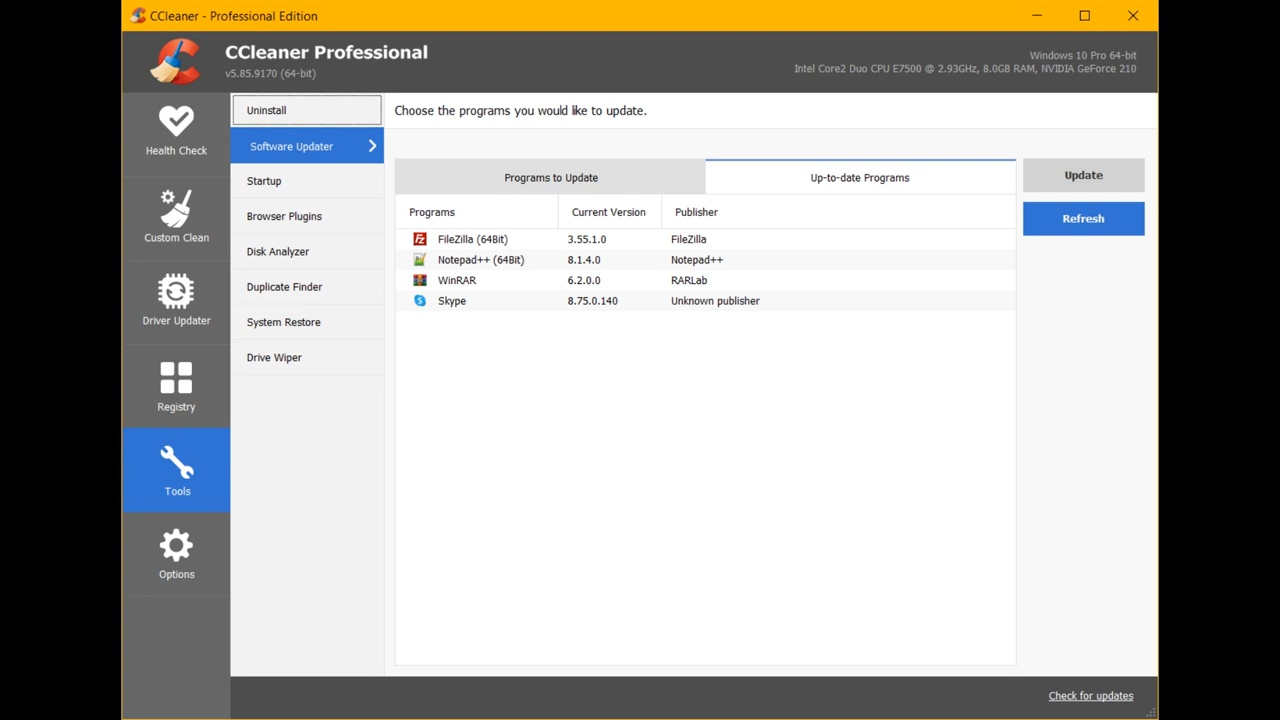 CCleaner - Professional Edition
CCleaner Professional
v5.85.9170 (64-bit)
Windows 10 Pro 64-bit
Intel Core2 Duo CPU E7500 @ 2.93GHz, 8.0GB RAM, NVIDIA GeForce 210
Health Check
Custom Clean
Driver Updater
Registry
Tools
Options
Uninstall
Software Updater
Startup
Browser Plugins
Disk Analyzer
Duplicate Finder
System Restore
Drive Wiper
Choose the programs you would like to update.
Programs to Update Up-to-date Programs
Programs Current Version Publisher
FileZilla (64Bit) 3.55.1.0 FileZilla
Notepad++ (64Bit) 8.1.4.0 Notepad++
WinRAR 6.2.0.0 RARLab
Skype 8.75.0.140 Unknown publisher
Update
Refresh
Check for updates